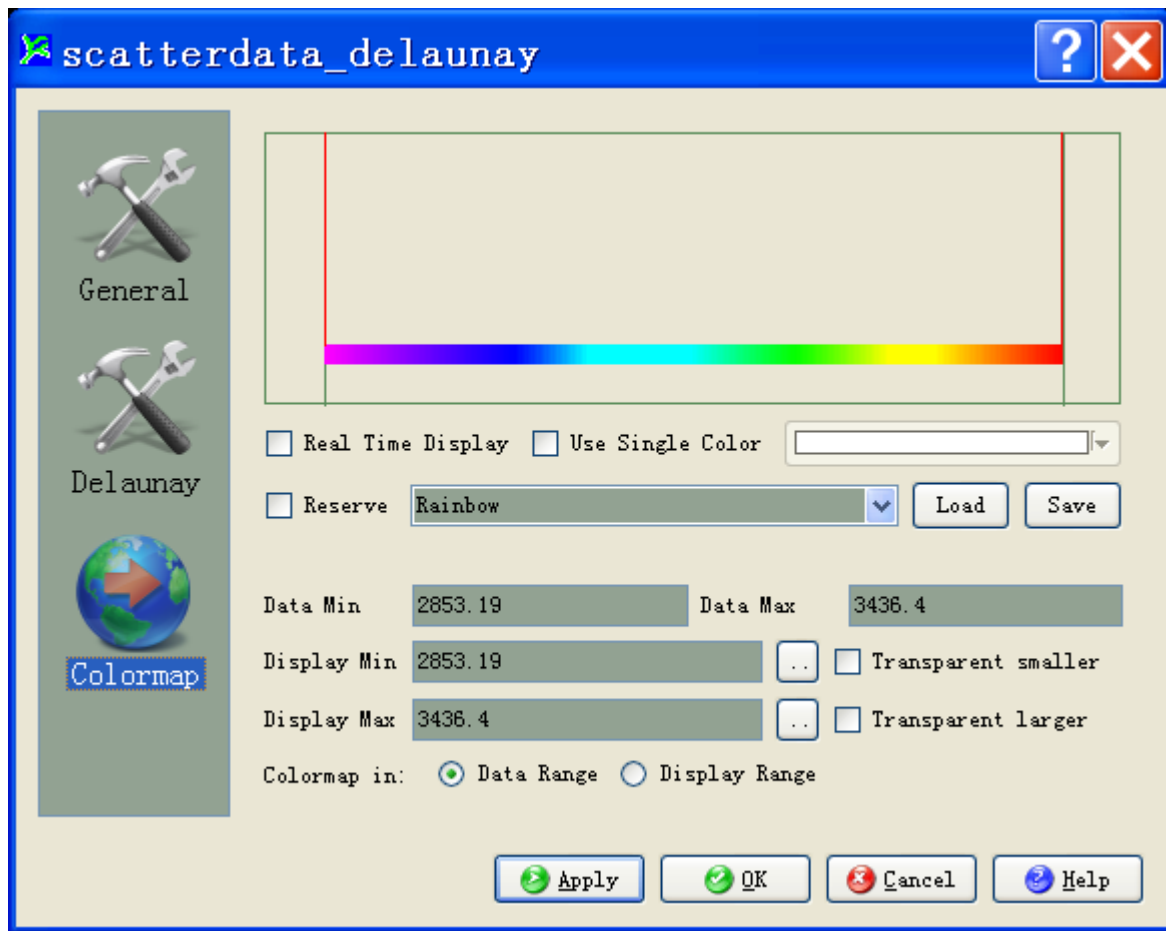 scatterdata_delaunay
General
Delaunay
Colormap
Real Time Display Use Single Color
Reserve Rainbow Load Save
Data Min 2853.19 Data Max 3436.4
Display Min 2853.19 .. Transparent smaller
Display Max 3436.4 .. Transparent larger
Colormap in: Data Range Display Range
Apply OK Cancel Help